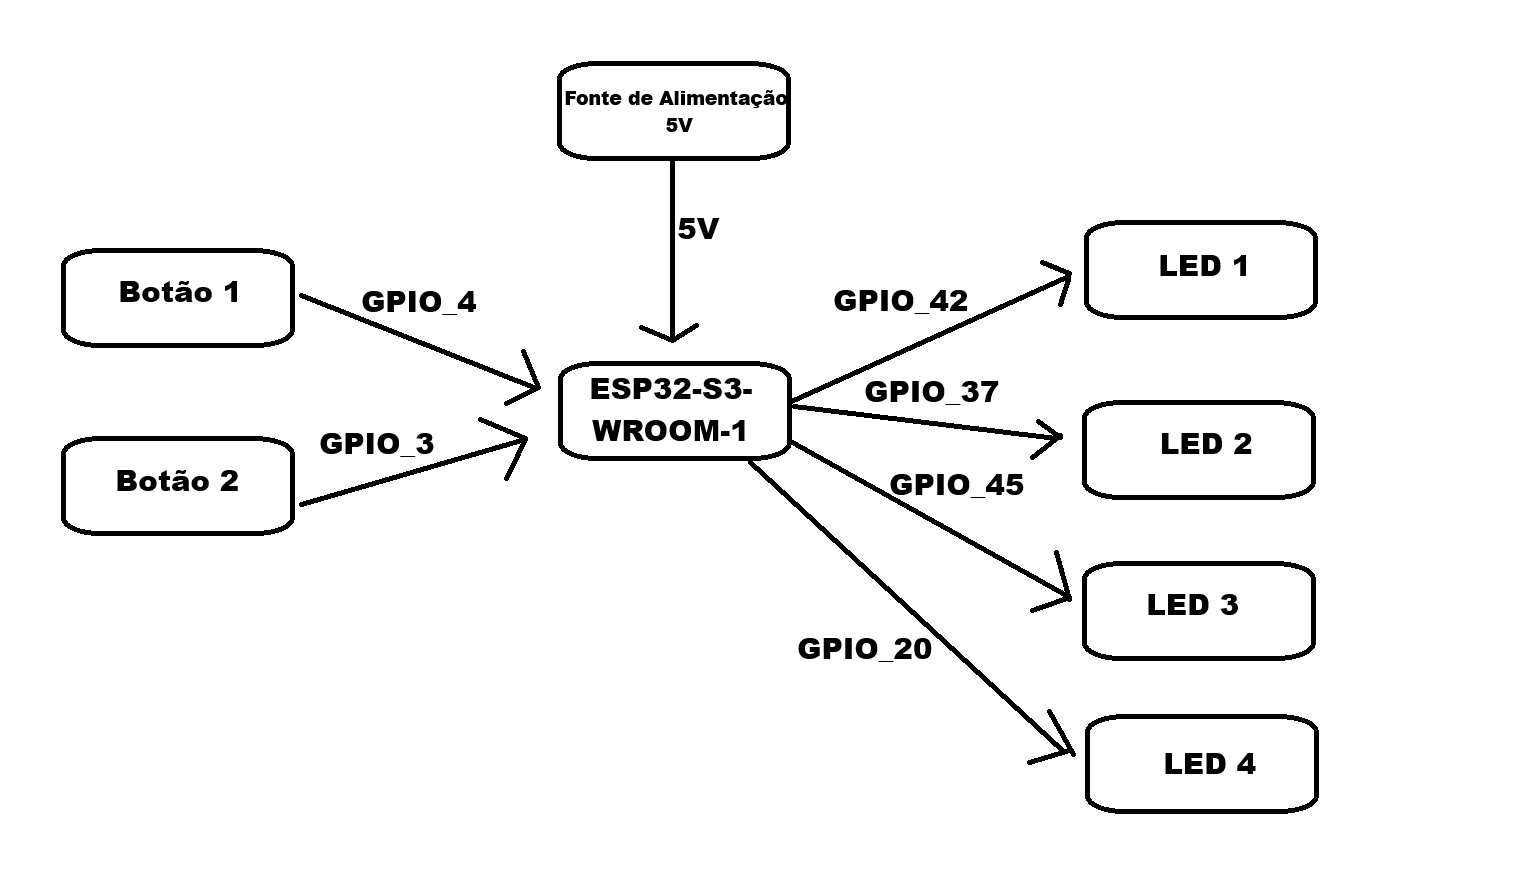 Fonte de Alimentação
5V
5V
Botão 1
GPIO_4
Botão 2
GPIO_3
ESP32-S3-
WROOM-1
GPIO_42
LED 1
GPIO_37
LED 2
GPIO_45
LED 3
GPIO_20
LED 4